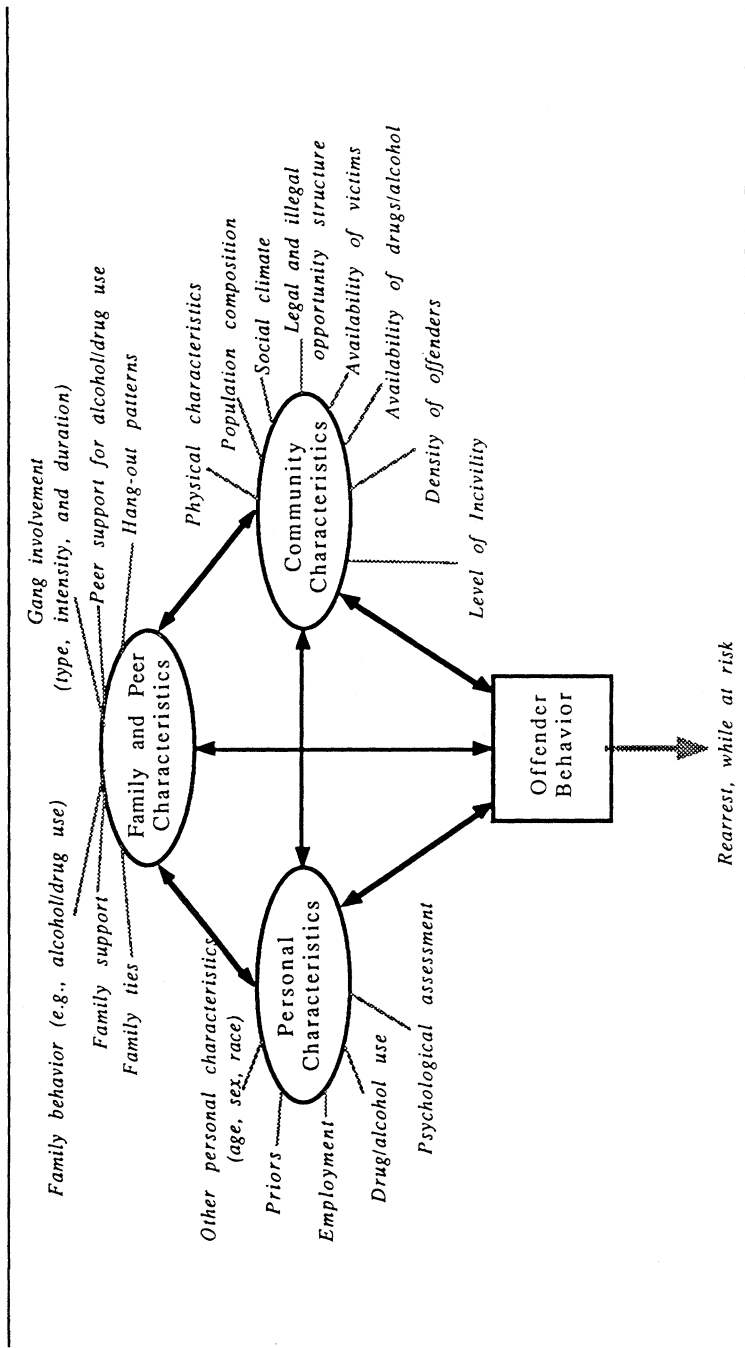 Gang involvement
(type, intensity, and duration)
Peer support for alcohol/drug use
Hang-out patterns
Family behavior (e.g., alcohol/drug use)
Family support
Family ties
Family and Peer
Characteristics
Physical characteristics
Population composition
Social climate
Legal and illegal
opportunity structure
Availability of victims
Availability of drugs/alcohol
Density of offenders
Level of Incivility
Community
Characteristics
Other personal characteristics
(age, sex, race)
Priors
Employment
Drug/alcohol use
Psychological assessment
Personal
Characteristics
Offender
Behavior
Rearrest, while at risk